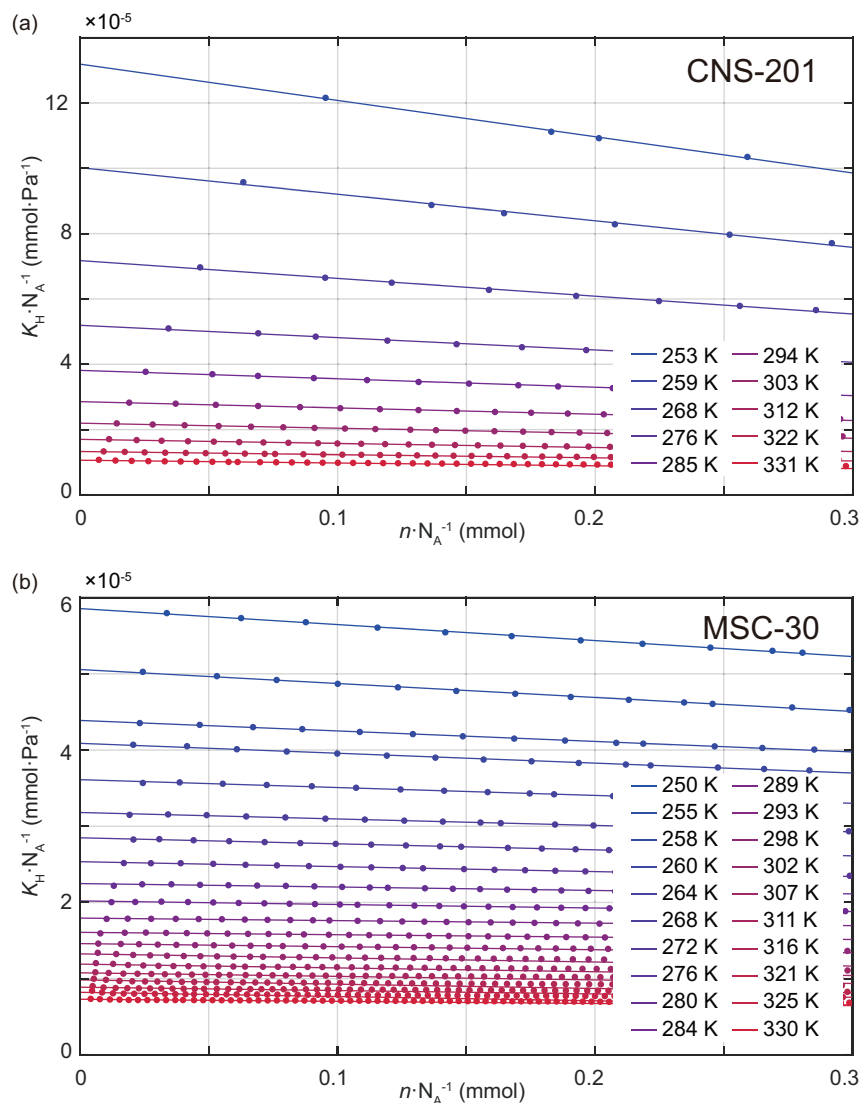 (a)
×10⁻⁵
CNS-201
12
8
4
0
K_H·N_A⁻¹ (mmol·Pa⁻¹)
253 K 294 K
259 K 303 K
268 K 312 K
276 K 322 K
285 K 331 K
0 0.1 0.2 0.3
n·N_A⁻¹ (mmol)
(b)
×10⁻⁵
MSC-30
6
4
2
0
K_H·N_A⁻¹ (mmol·Pa⁻¹)
250 K 289 K
255 K 293 K
258 K 298 K
260 K 302 K
264 K 307 K
268 K 311 K
272 K 316 K
276 K 321 K
280 K 325 K
284 K 330 K
0 0.1 0.2 0.3
n·N_A⁻¹ (mmol)